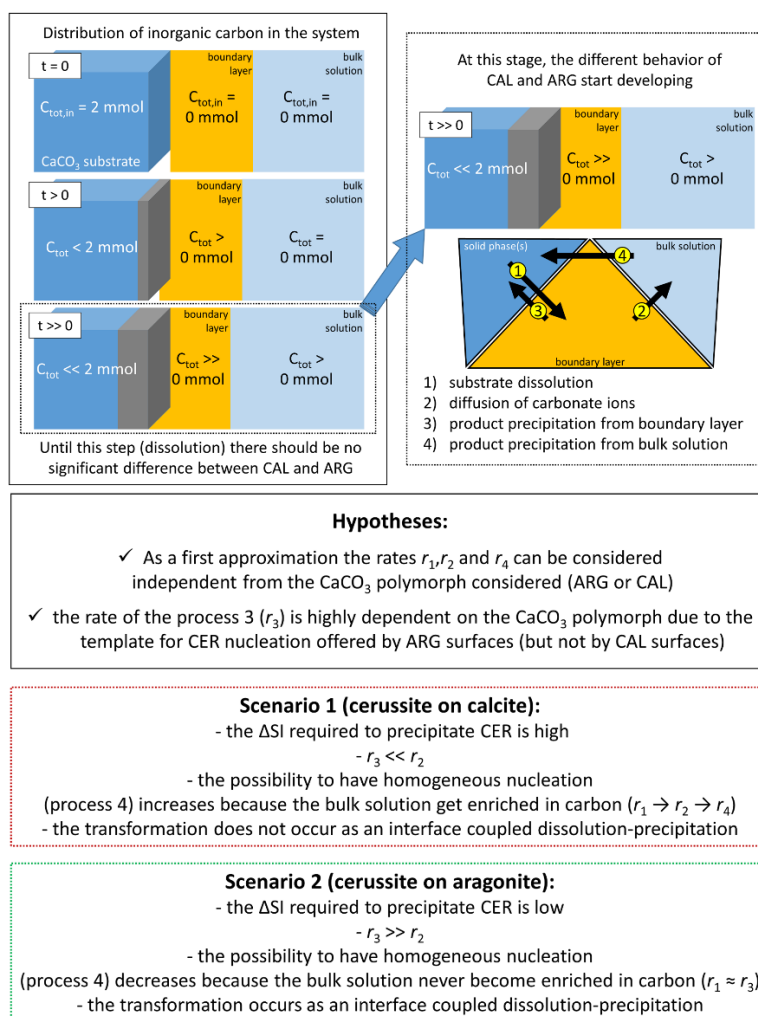 Distribution of inorganic carbon in the system
t = 0
boundary layer
bulk solution
Ctot,in = 2 mmol
Ctot,in = 0 mmol
Ctot,in = 0 mmol
CaCO3 substrate
t > 0
boundary layer
bulk solution
Ctot < 2 mmol
Ctot > 0 mmol
Ctot = 0 mmol
t >> 0
boundary layer
bulk solution
Ctot << 2 mmol
Ctot >> 0 mmol
Ctot > 0 mmol
Until this step (dissolution) there should be no
significant difference between CAL and ARG
At this stage, the different behavior of
CAL and ARG start developing
t >> 0
boundary layer
bulk solution
Ctot << 2 mmol
Ctot >> 0 mmol
Ctot > 0 mmol
solid phase(s)
bulk solution
1
4
3
2
boundary layer
1) substrate dissolution
2) diffusion of carbonate ions
3) product precipitation from boundary layer
4) product precipitation from bulk solution
Hypotheses:
✓ As a first approximation the rates r1,r2 and r4 can be considered
independent from the CaCO3 polymorph considered (ARG or CAL)
✓ the rate of the process 3 (r3) is highly dependent on the CaCO3 polymorph due to the
template for CER nucleation offered by ARG surfaces (but not by CAL surfaces)
Scenario 1 (cerussite on calcite):
- the ΔSI required to precipitate CER is high
- r3 << r2
- the possibility to have homogeneous nucleation
(process 4) increases because the bulk solution get enriched in carbon (r1 → r2 → r4)
- the transformation does not occur as an interface coupled dissolution-precipitation
Scenario 2 (cerussite on aragonite):
- the ΔSI required to precipitate CER is low
- r3 >> r2
- the possibility to have homogeneous nucleation
(process 4) decreases because the bulk solution never become enriched in carbon (r1 ≈ r3)
- the transformation occurs as an interface coupled dissolution-precipitation